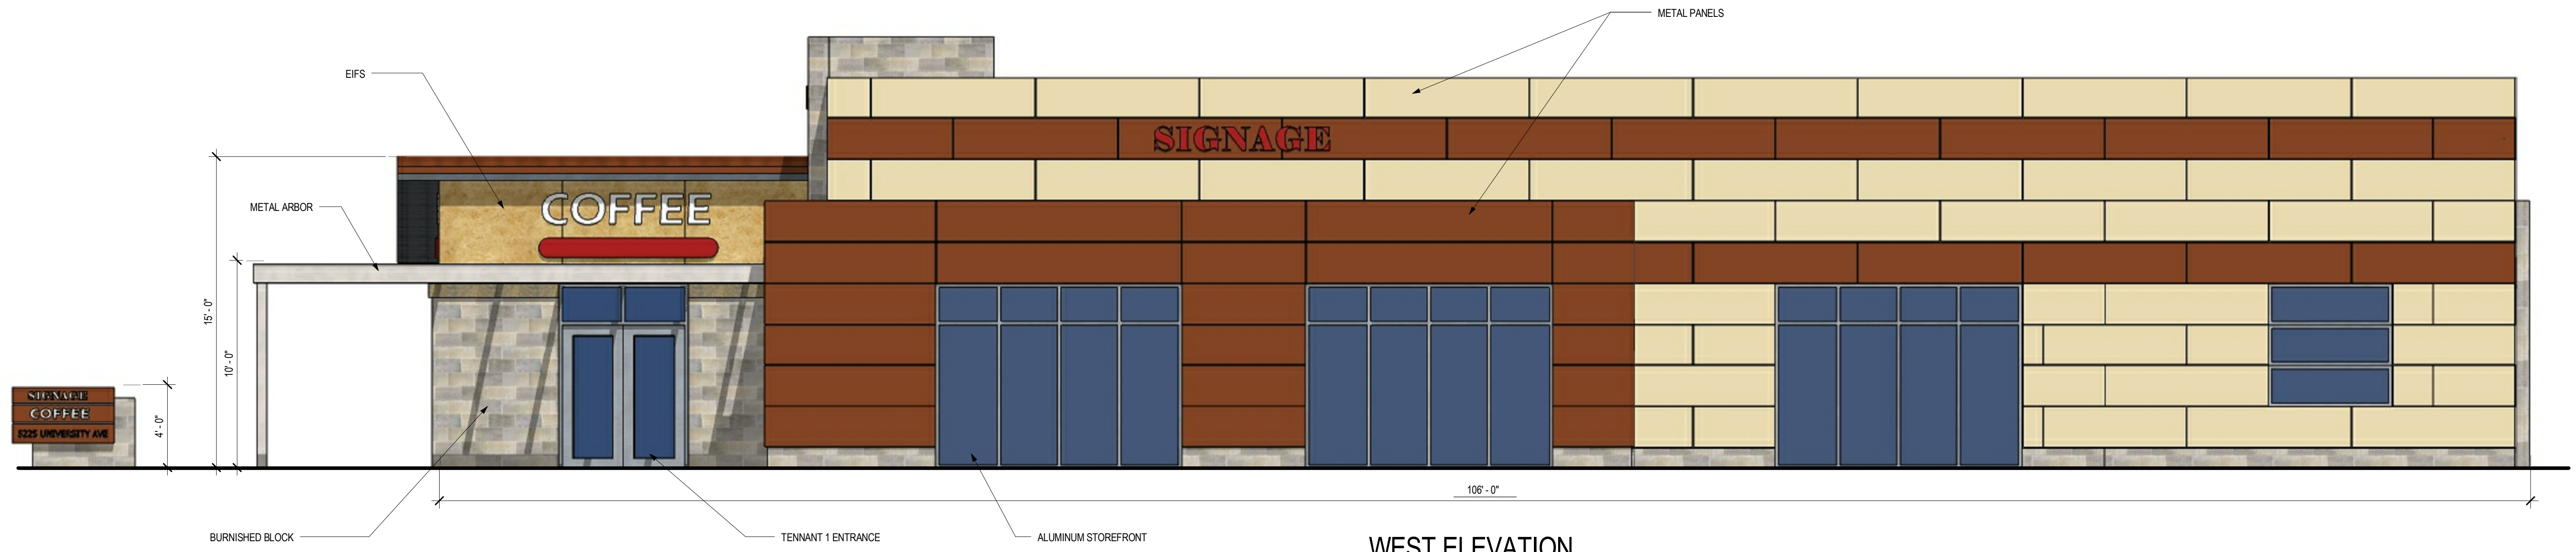 METAL PANELS
EIFS
SIGNAGE
METAL ARBOR
COFFEE
15' - 0"
10' - 0"
4' - 0"
SIGNAGE
COFFEE
5225 UNIVERSITY AVE
106' - 0"
BURNISHED BLOCK
TENNANT 1 ENTRANCE
ALUMINUM STOREFRONT
WEST ELEVATION